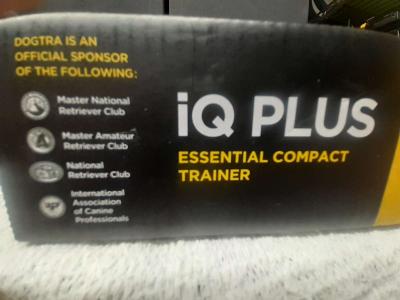 DOGTRA IS AN
OFFICIAL SPONSOR
OF THE FOLLOWING:
Master National
Retriever Club
Master Amateur
Retriever Club
National
Retriever Club
International
Association
of Canine
Professionals
iQ PLUS
ESSENTIAL COMPACT
TRAINER